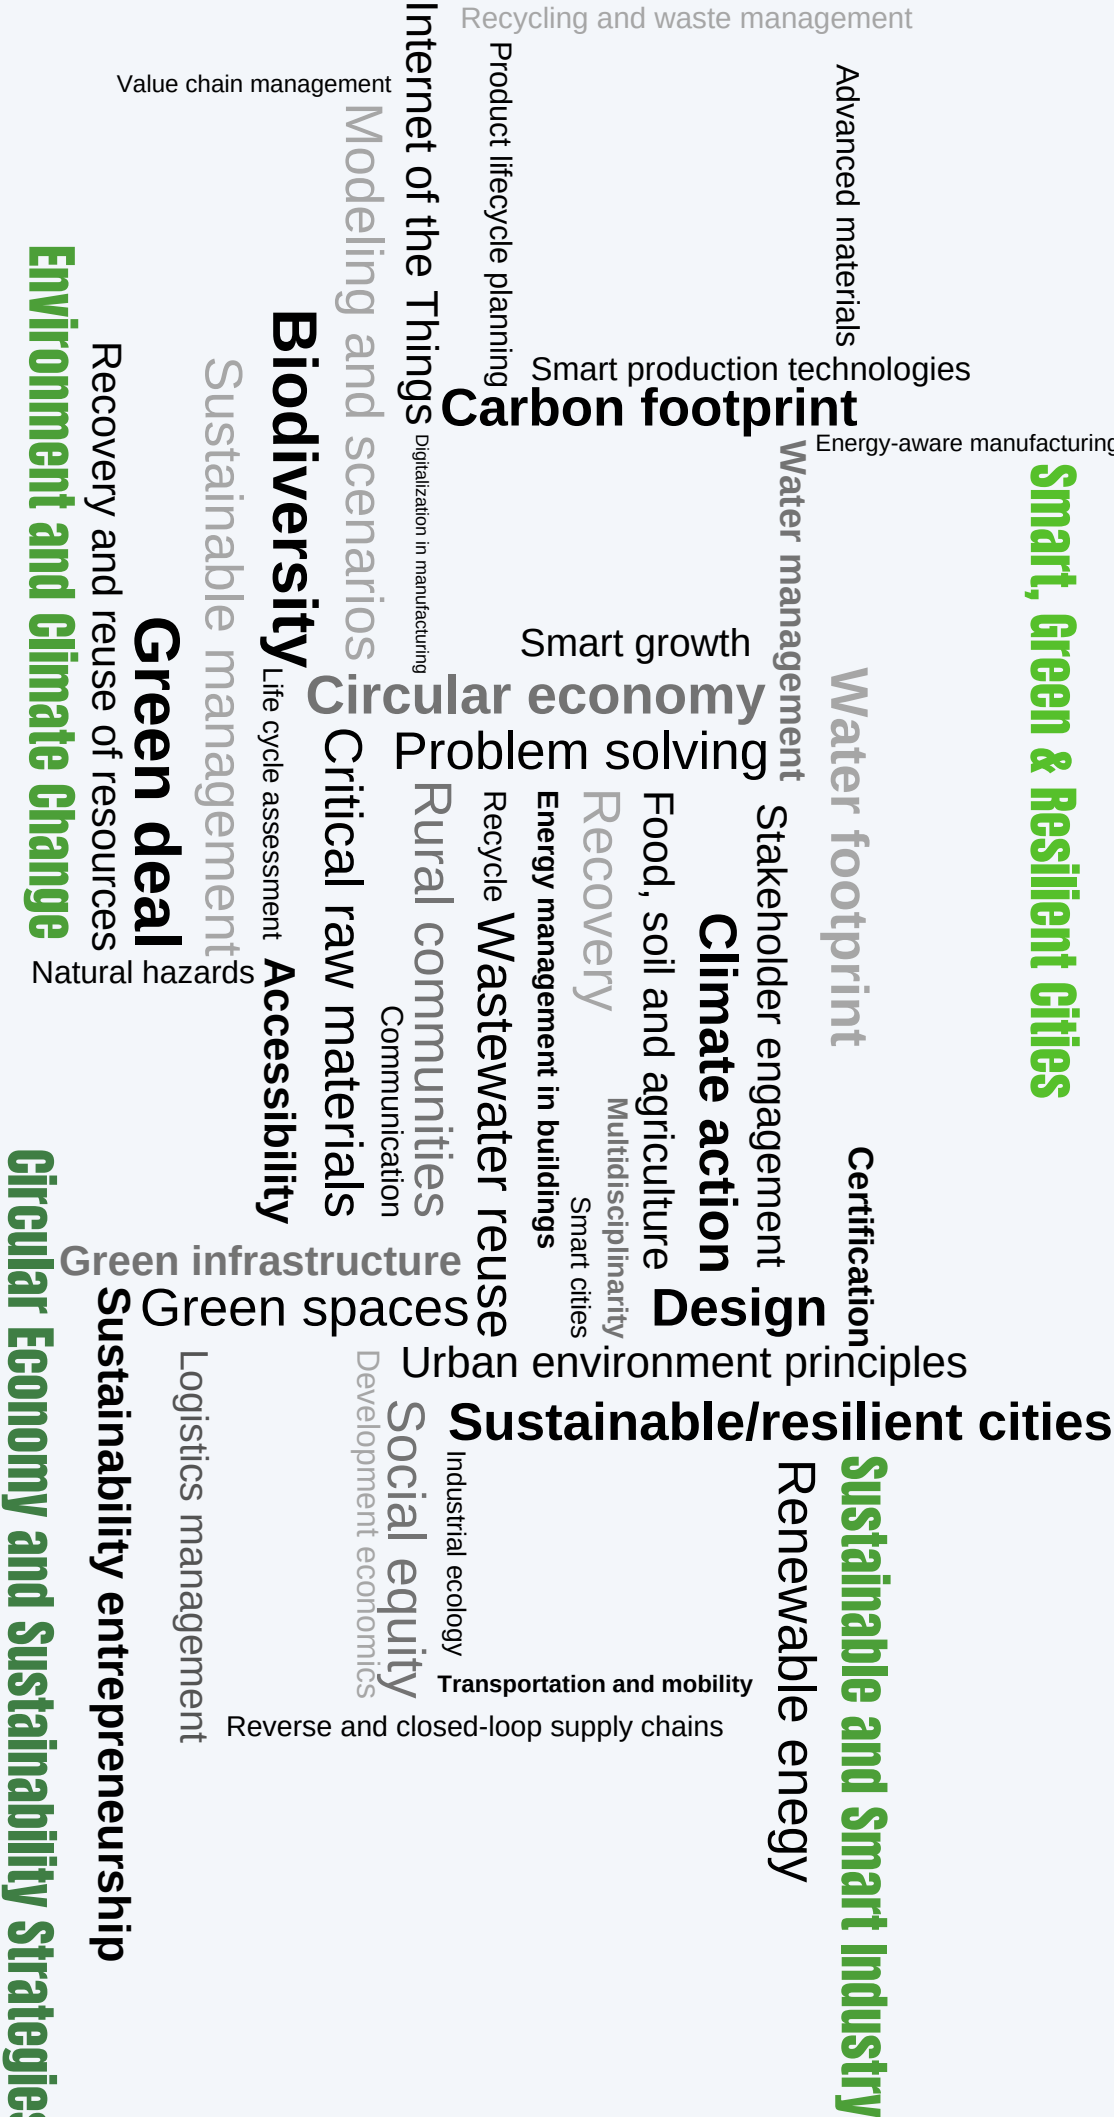 Recycling and waste management
Internet of the Things
Product lifecycle planning
Advanced materials
Value chain management
Modeling and scenarios
Environment and Climate Change
Biodiversity
Recovery and reuse of resources
Sustainable management
Smart production technologies
Carbon footprint
Digitalization in manufacturing
Water management
Energy-aware manufacturing
Smart, Green & Resilient Cities
Green deal
Smart growth
Life cycle assessment
Circular economy
Water footprint
Critical raw materials
Problem solving
Rural communities
Recycle
Energy management in buildings
Recovery
Food, soil and agriculture
Stakeholder engagement
Wastewater reuse
Climate action
Natural hazards
Accessibility
Communication
Multidisciplinarity
Smart cities
Certification
Circular Economy and Sustainability Strategies
Green infrastructure
Sustainability entrepreneurship
Green spaces
Design
Logistics management
Development economics
Urban environment principles
Social equity
Sustainable/resilient cities
Industrial ecology
Renewable enegy
Sustainable and Smart Industry
Transportation and mobility
Reverse and closed-loop supply chains